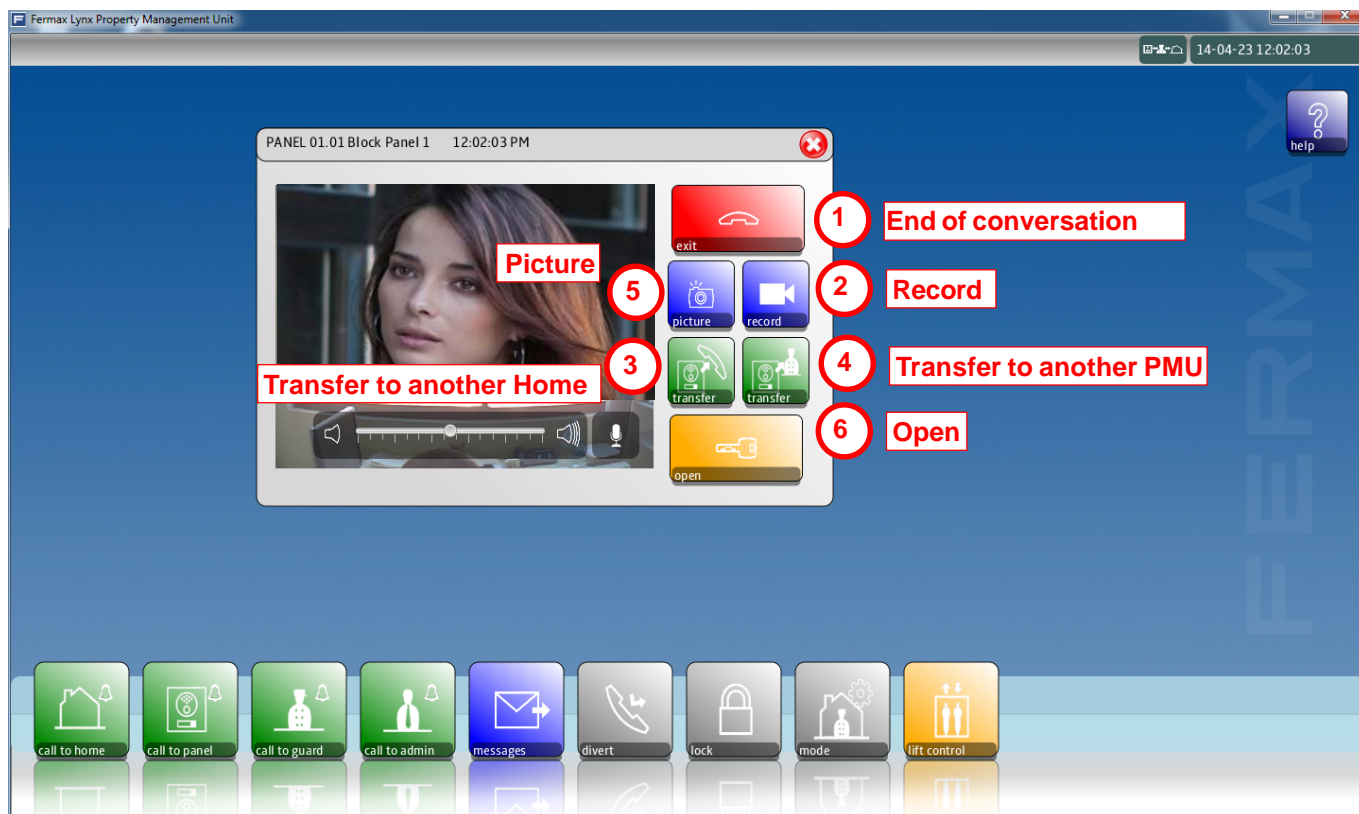 Fermax Lynx Property Management Unit
14-04-23 12:02:03
help
PANEL 01.01 Block Panel 1 12:02:03 PM
exit
1
End of conversation
Picture
5
picture
record
2
Record
Transfer to another Home
3
transfer
transfer
4
Transfer to another PMU
open
6
Open
FERMAX
call to home
call to panel
call to guard
call to admin
messages
divert
lock
mode
lift control